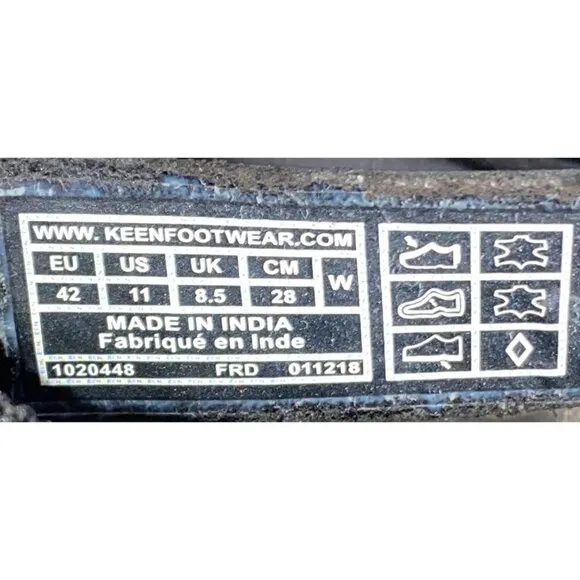 WWW.KEENFOOTWEAR.COM
EU US UK CM W
42 11 8.5 28
MADE IN INDIA
Fabriqué en Inde
1020448 FRD 011218